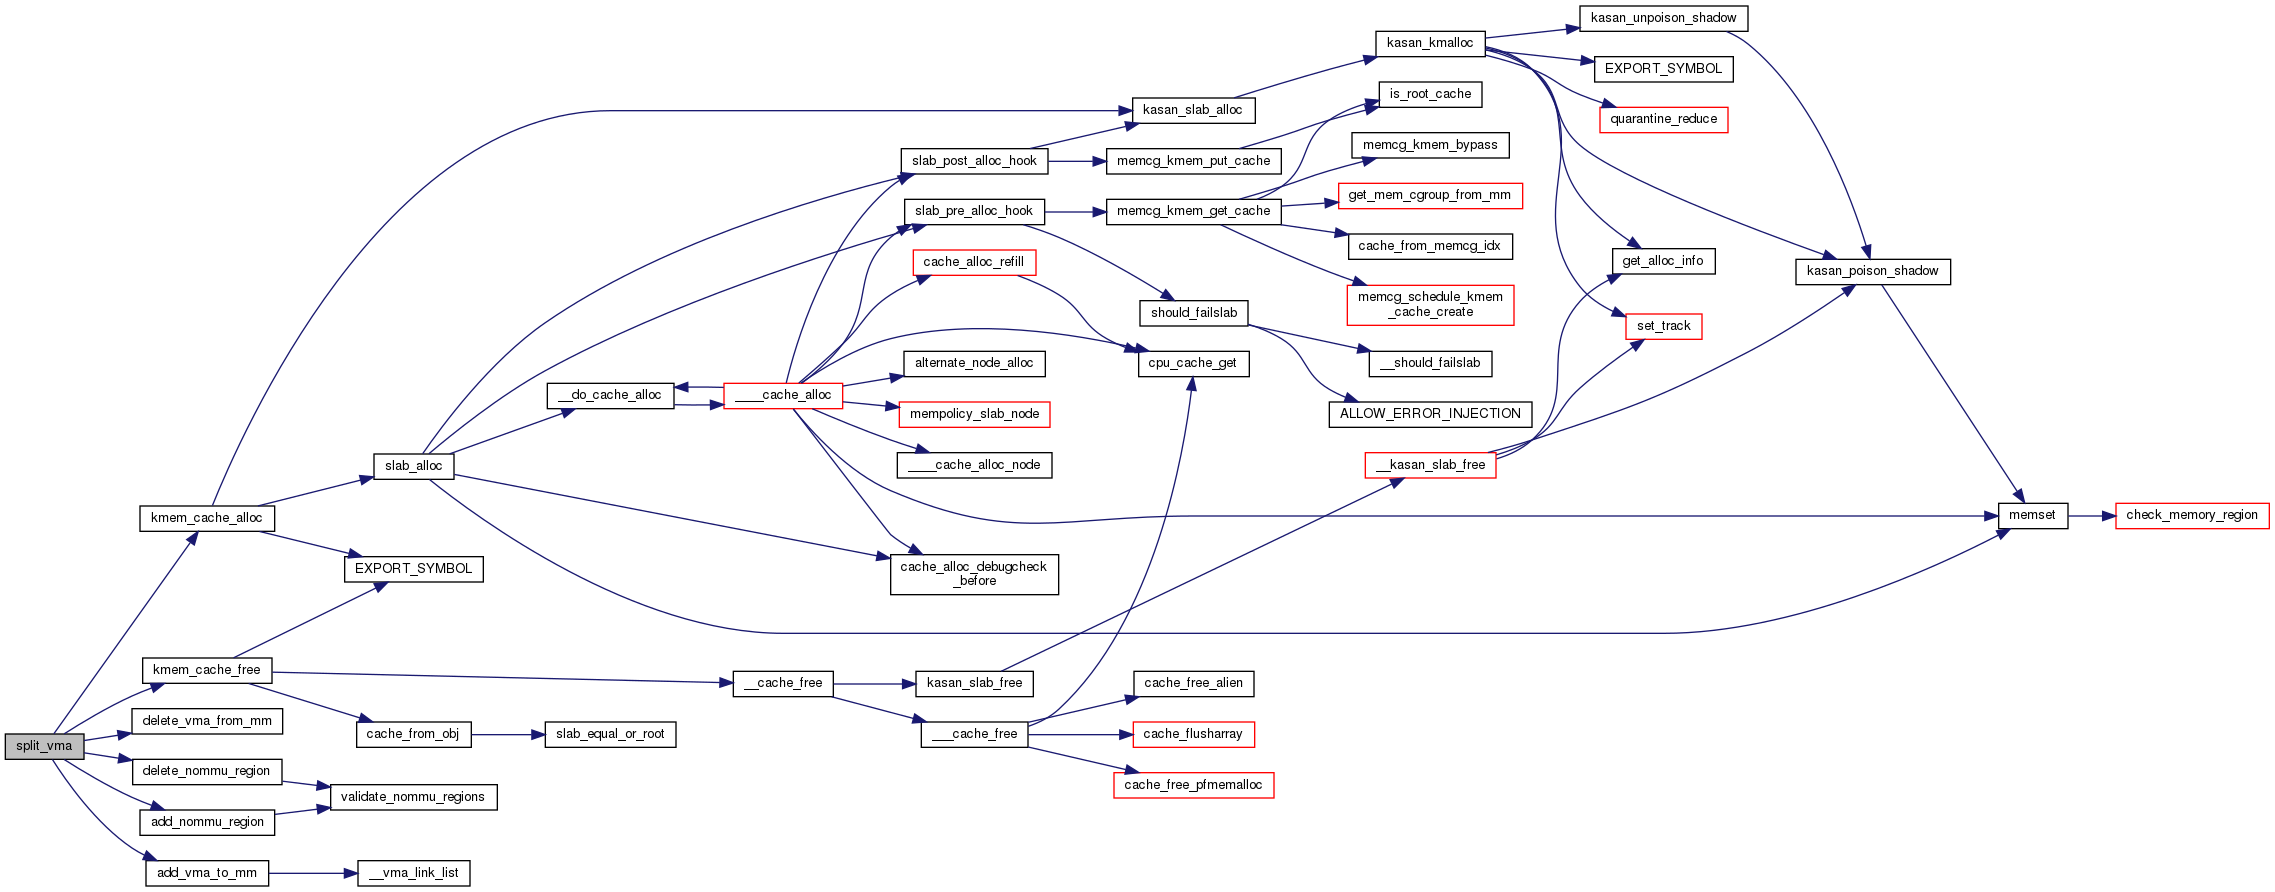 kasan_unpoison_shadow
kasan_kmalloc
EXPORT_SYMBOL
is_root_cache
kasan_slab_alloc
quarantine_reduce
memcg_kmem_bypass
slab_post_alloc_hook
memcg_kmem_put_cache
get_mem_cgroup_from_mm
slab_pre_alloc_hook
memcg_kmem_get_cache
cache_from_memcg_idx
cache_alloc_refill
get_alloc_info
kasan_poison_shadow
memcg_schedule_kmem
_cache_create
should_failslab
set_track
alternate_node_alloc
cpu_cache_get
__should_failslab
__do_cache_alloc
____cache_alloc
mempolicy_slab_node
ALLOW_ERROR_INJECTION
slab_alloc
____cache_alloc_node
__kasan_slab_free
kmem_cache_alloc
memset
check_memory_region
EXPORT_SYMBOL
cache_alloc_debugcheck
_before
kmem_cache_free
__cache_free
kasan_slab_free
cache_free_alien
delete_vma_from_mm
cache_from_obj
slab_equal_or_root
___cache_free
cache_flusharray
split_vma
delete_nommu_region
cache_free_pfmemalloc
validate_nommu_regions
add_nommu_region
add_vma_to_mm
__vma_link_list